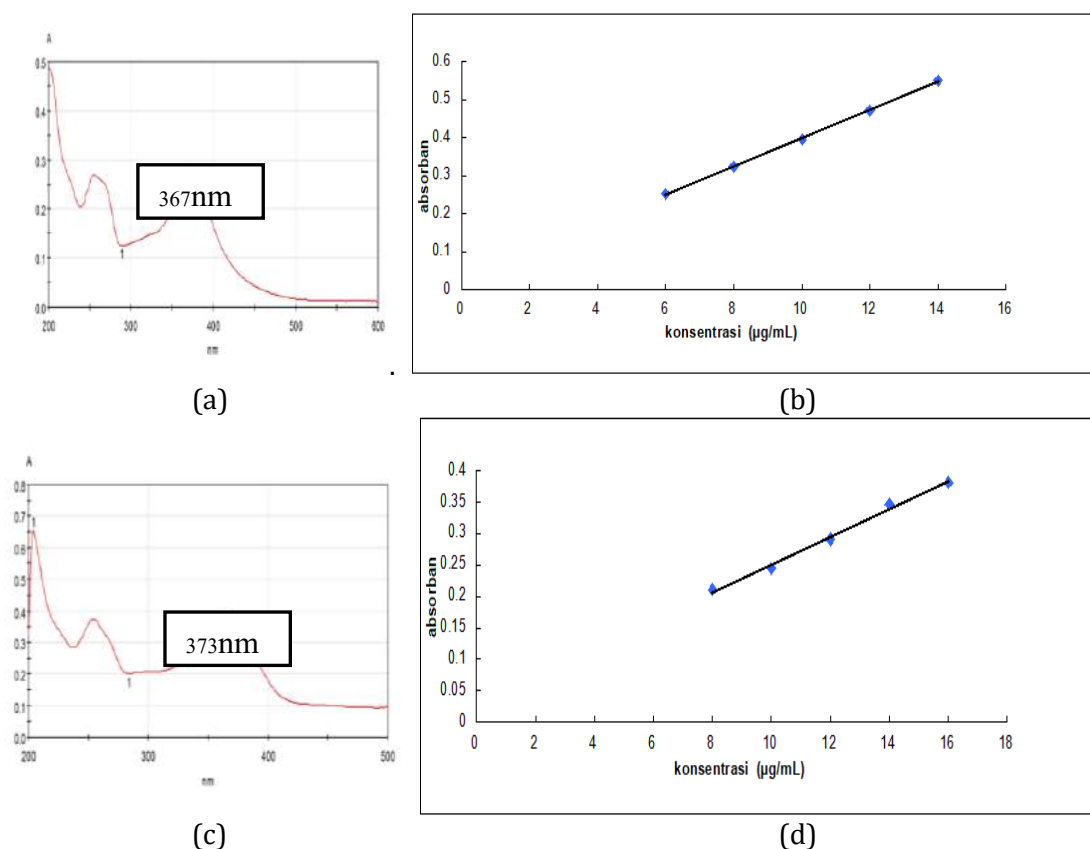 A
0.5
0.4
0.3
0.2
0.1
0.0
367nm
1
200 300 400 500 600
nm
.
(a)
0.6
0.5
0.4
0.3
0.2
0.1
0
absorban
0 2 4 6 8 10 12 14 16
konsentrasi (µg/mL)
(b)
A
0.8
0.7
0.6
0.5
0.4
0.3
0.2
0.1
0.0
1
373nm
1
200 300 400 500
nm
(c)
0.4
0.35
0.3
0.25
0.2
0.15
0.1
0.05
0
absorban
0 2 4 6 8 10 12 14 16 18
konsentrasi (µg/mL)
(d)